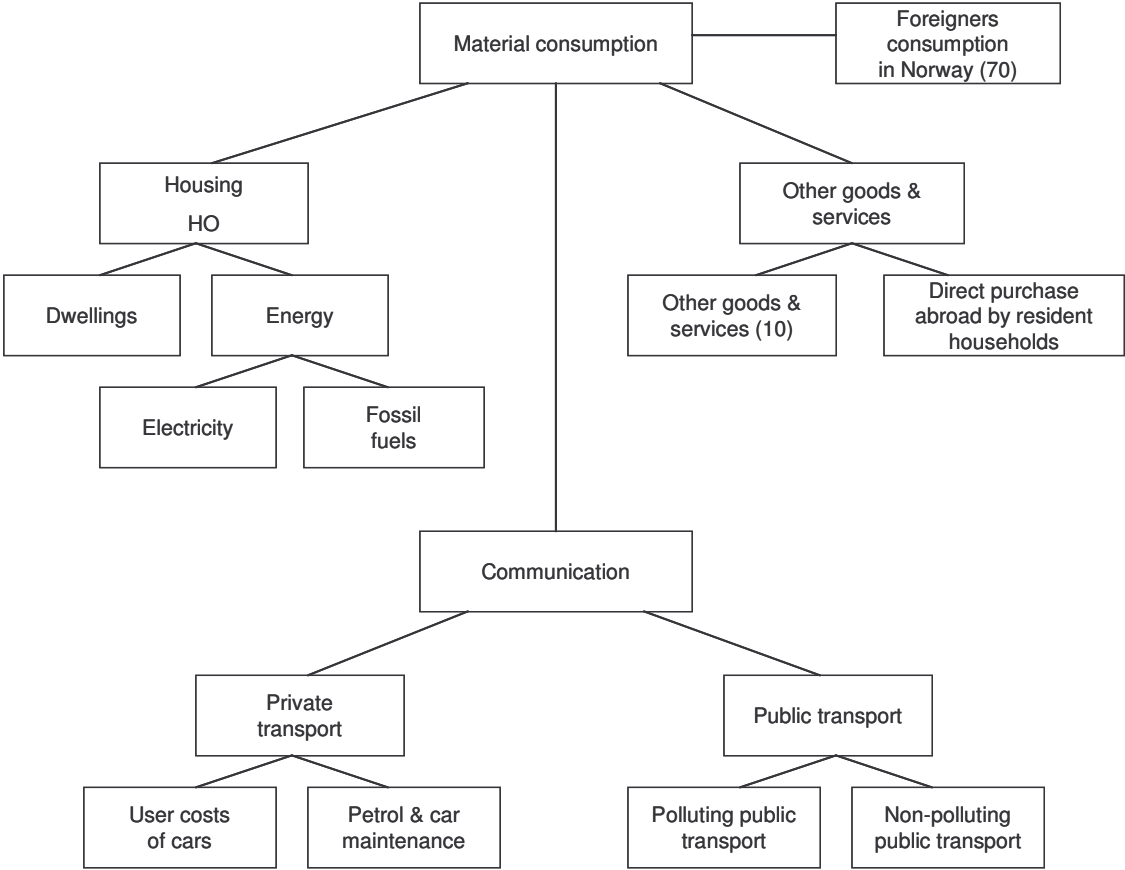 Material consumption
Foreigners
consumption
in Norway (70)
Housing
HO
Other goods &
services
Dwellings
Energy
Other goods &
services (10)
Direct purchase
abroad by resident
households
Electricity
Fossil
fuels
Communication
Private
transport
Public transport
User costs
of cars
Petrol & car
maintenance
Polluting public
transport
Non-polluting
public transport